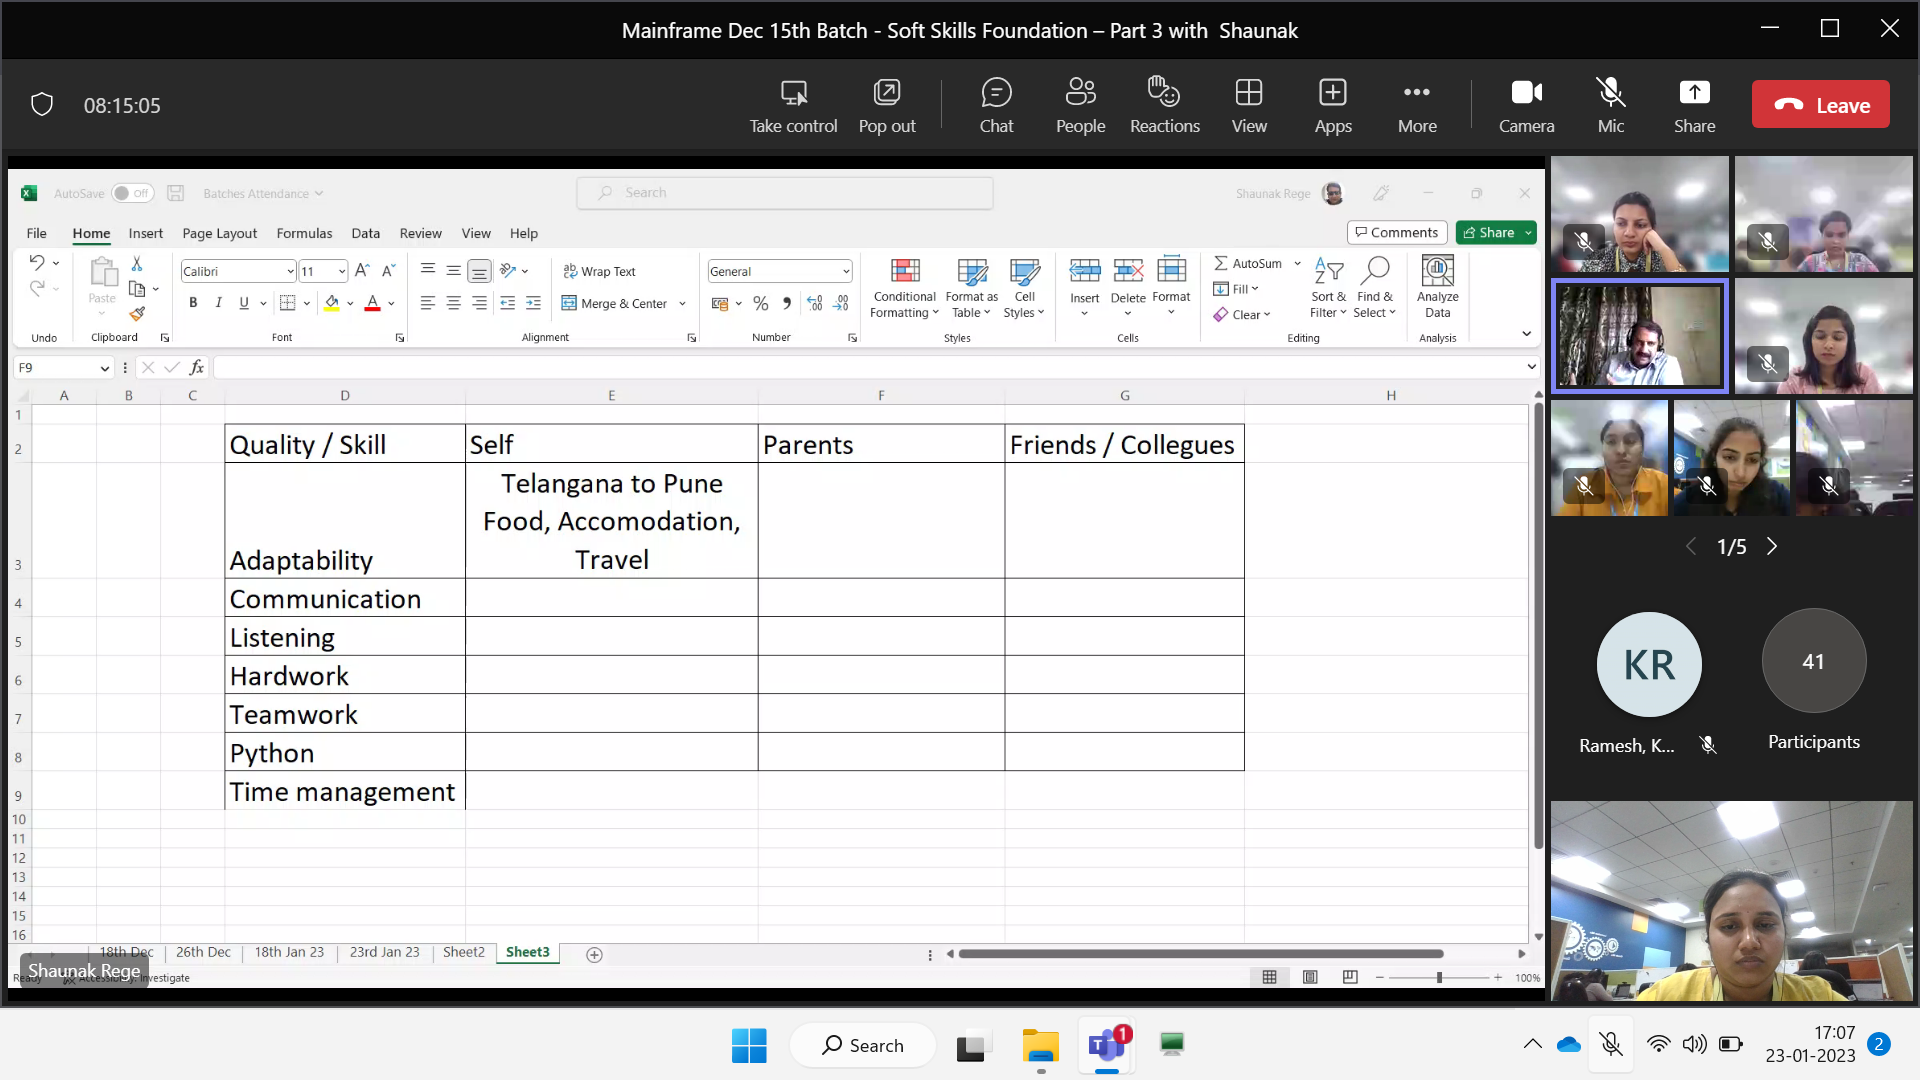 Mainframe Dec 15th Batch - Soft Skills Foundation – Part 3 with  Shaunak
08:15:05
Take control
Pop out
Chat
People
Reactions
View
Apps
More
Camera
Mic
Share
Leave
AutoSave
Off
Batches Attendance
Search
Shaunak Rege
File
Home
Insert
Page Layout
Formulas
Data
Review
View
Help
Comments
Share
Paste
Calibri
11
B
I
U
Wrap Text
Merge & Center
General
Conditional
Formatting
Format as
Table
Cell
Styles
Insert
Delete
Format
AutoSum
Fill
Clear
Sort &
Filter
Find &
Select
Analyze
Data
Undo
Clipboard
Font
Alignment
Number
Styles
Cells
Editing
Analysis
F9
fx
A B C D E F G H
1
2 Quality / Skill Self Parents Friends / Collegues
Telangana to Pune
Food, Accomodation,
3 Adaptability Travel
4 Communication
5 Listening
6 Hardwork
7 Teamwork
8 Python
9 Time management
10
11
12
13
14
15
16
18th Dec
26th Dec
18th Jan 23
23rd Jan 23
Sheet2
Sheet3
Shaunak Rege
Ready
Accessibility: Investigate
100%
1/5
KR
41
Ramesh, K...
Participants
Search
1
17:07
23-01-2023
2